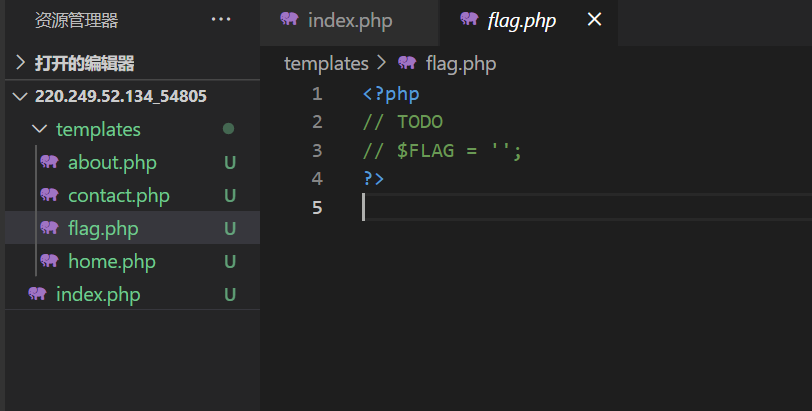 资源管理器
打开的编辑器
220.249.52.134_54805
templates
about.php U
contact.php U
flag.php U
home.php U
index.php U
index.php flag.php
templates > flag.php
1 <?php
2 // TODO
3 // $FLAG = '';
4 ?>
5